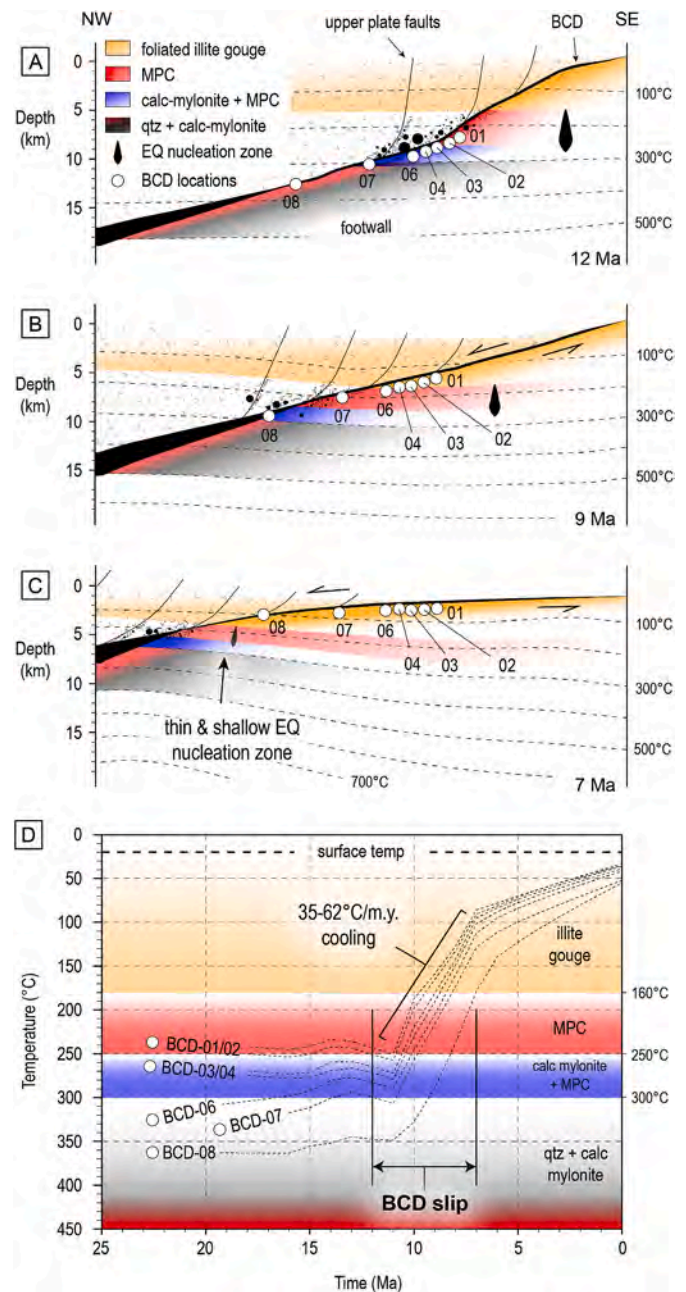 NW
upper plate faults
BCD
SE
A
foliated illite gouge
MPC
calc-mylonite + MPC
qtz + calc-mylonite
EQ nucleation zone
BCD locations
Depth
(km)
0
5
10
15
100°C
300°C
500°C
01
02
03
04
06
07
08
footwall
12 Ma
B
Depth
(km)
0
5
10
15
100°C
300°C
500°C
01
02
03
04
06
07
08
9 Ma
C
Depth
(km)
0
5
10
15
100°C
300°C
500°C
01
02
03
04
06
07
08
thin & shallow EQ
nucleation zone
700°C
7 Ma
D
surface temp
35-62°C/m.y.
cooling
illite
gouge
160°C
MPC
250°C
calc mylonite
+ MPC
300°C
BCD-01/02
BCD-03/04
BCD-06
BCD-07
BCD-08
qtz + calc
mylonite
BCD slip
Temperature (°C)
0
50
100
150
200
250
300
350
400
450
25
20
15
10
5
0
Time (Ma)